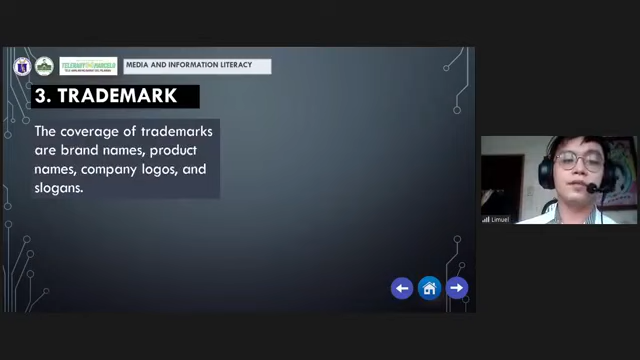 MEDIA AND INFORMATION LITERACY
3. TRADEMARK
The coverage of trademarks
are brand names, product
names, company logos, and
slogans.
Limuel